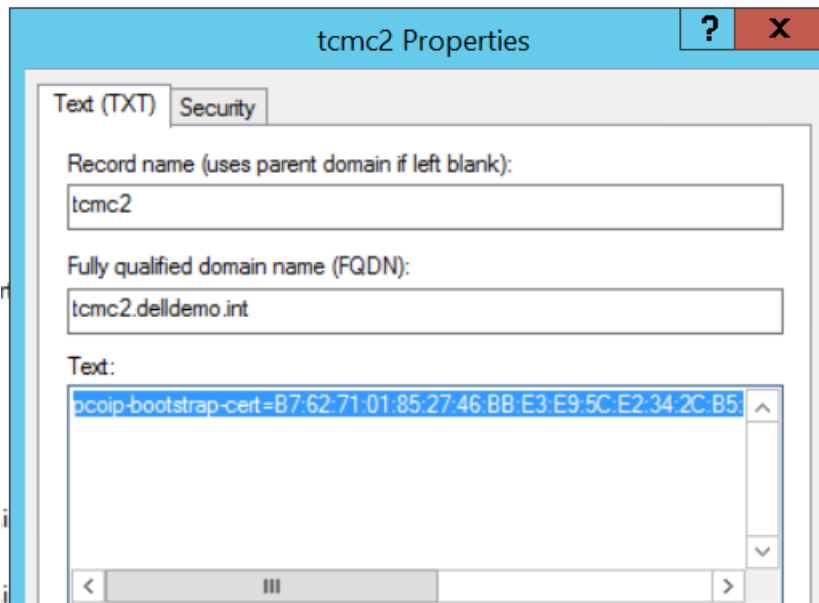 tcmc2 Properties
?
X
Text (TXT)
Security
Record name (uses parent domain if left blank):
tcmc2
Fully qualified domain name (FQDN):
tcmc2.delldemo.int
Text:
pcoip-bootstrap-cert=B7:62:71:01:85:27:46:BB:E3:E9:5C:E2:34:2C:B5: